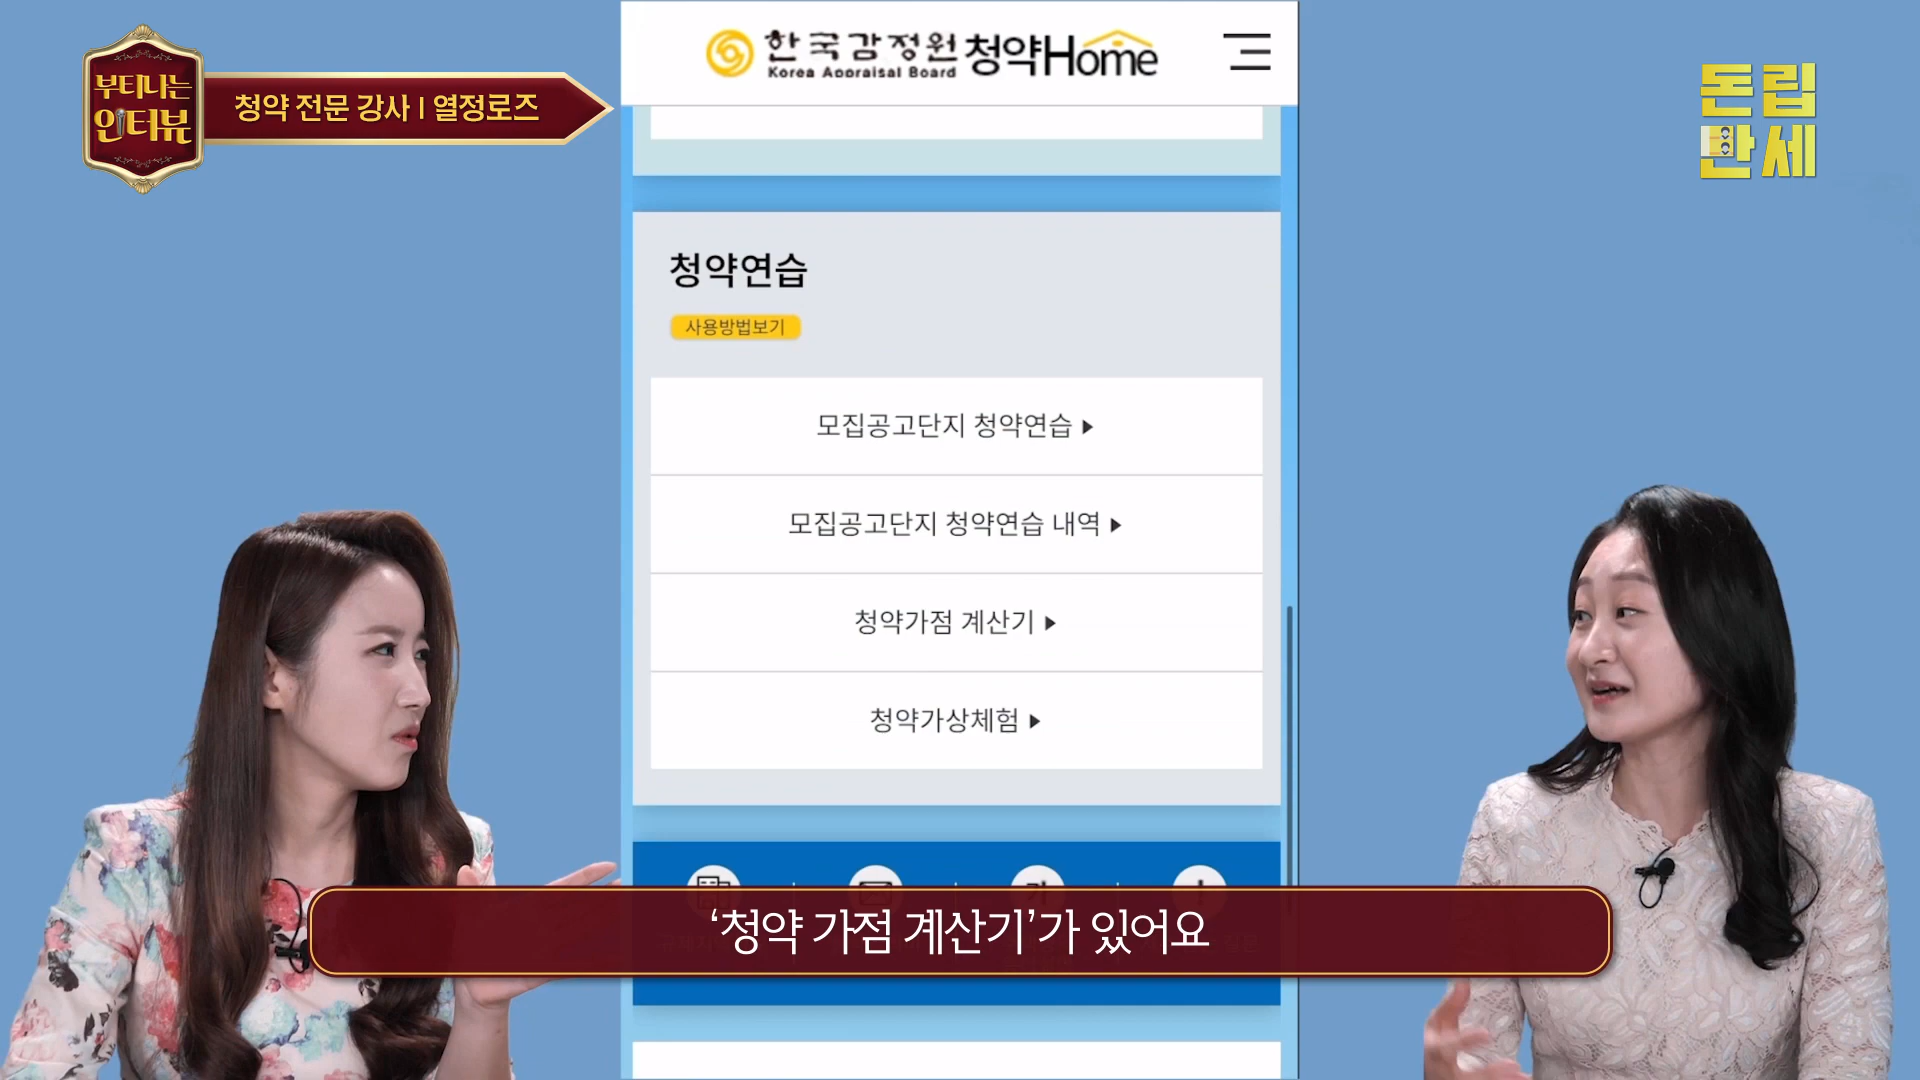 부티나는
인터뷰
청약 전문 강사 | 열정로즈
돈립
만세
한국감정원 청약Home
Korea Appraisal Board
청약연습
사용방법보기
모집공고단지 청약연습 ▶
모집공고단지 청약연습 내역 ▶
청약가점 계산기 ▶
청약가상체험 ▶
‘청약 가점 계산기’가 있어요